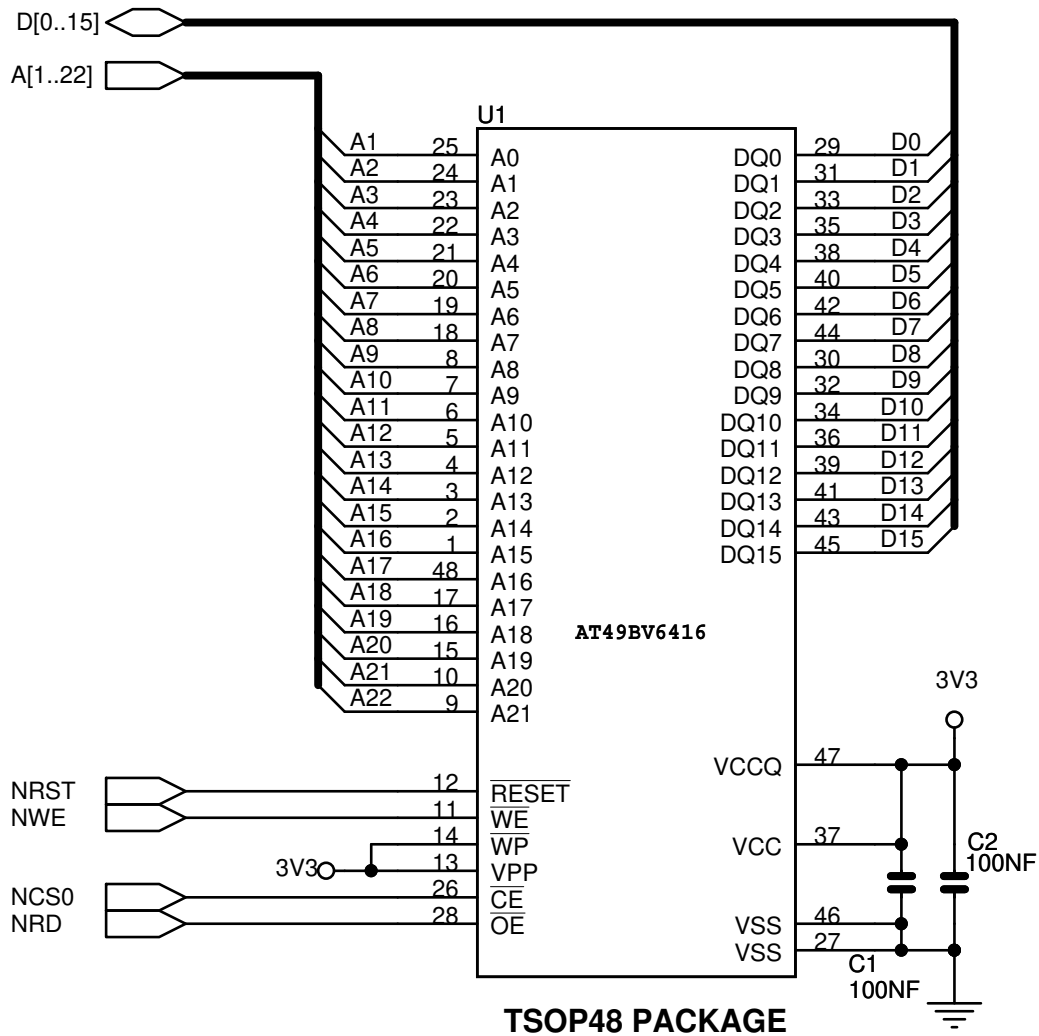 D[0..15]
A[1..22]
U1
A1 25 A0 DQ0 29 D0
A2 24 A1 DQ1 31 D1
A3 23 A2 DQ2 33 D2
A4 22 A3 DQ3 35 D3
A5 21 A4 DQ4 38 D4
A6 20 A5 DQ5 40 D5
A7 19 A6 DQ6 42 D6
A8 18 A7 DQ7 44 D7
A9 8 A8 DQ8 30 D8
A10 7 A9 DQ9 32 D9
A11 6 A10 DQ10 34 D10
A12 5 A11 DQ11 36 D11
A13 4 A12 DQ12 39 D12
A14 3 A13 DQ13 41 D13
A15 2 A14 DQ14 43 D14
A16 1 A15 DQ15 45 D15
A17 48 A16
A18 17 A17
A19 16 A18
A20 15 A19
A21 10 A20
A22 9 A21
AT49BV6416
3V3
VCCQ 47
NRST 12 RESET
NWE 11 WE
14 WP
3V3 13 VPP
NCS0 26 CE
NRD 28 OE
VCC 37
C2
100NF
VSS 46
VSS 27
C1
100NF
TSOP48 PACKAGE